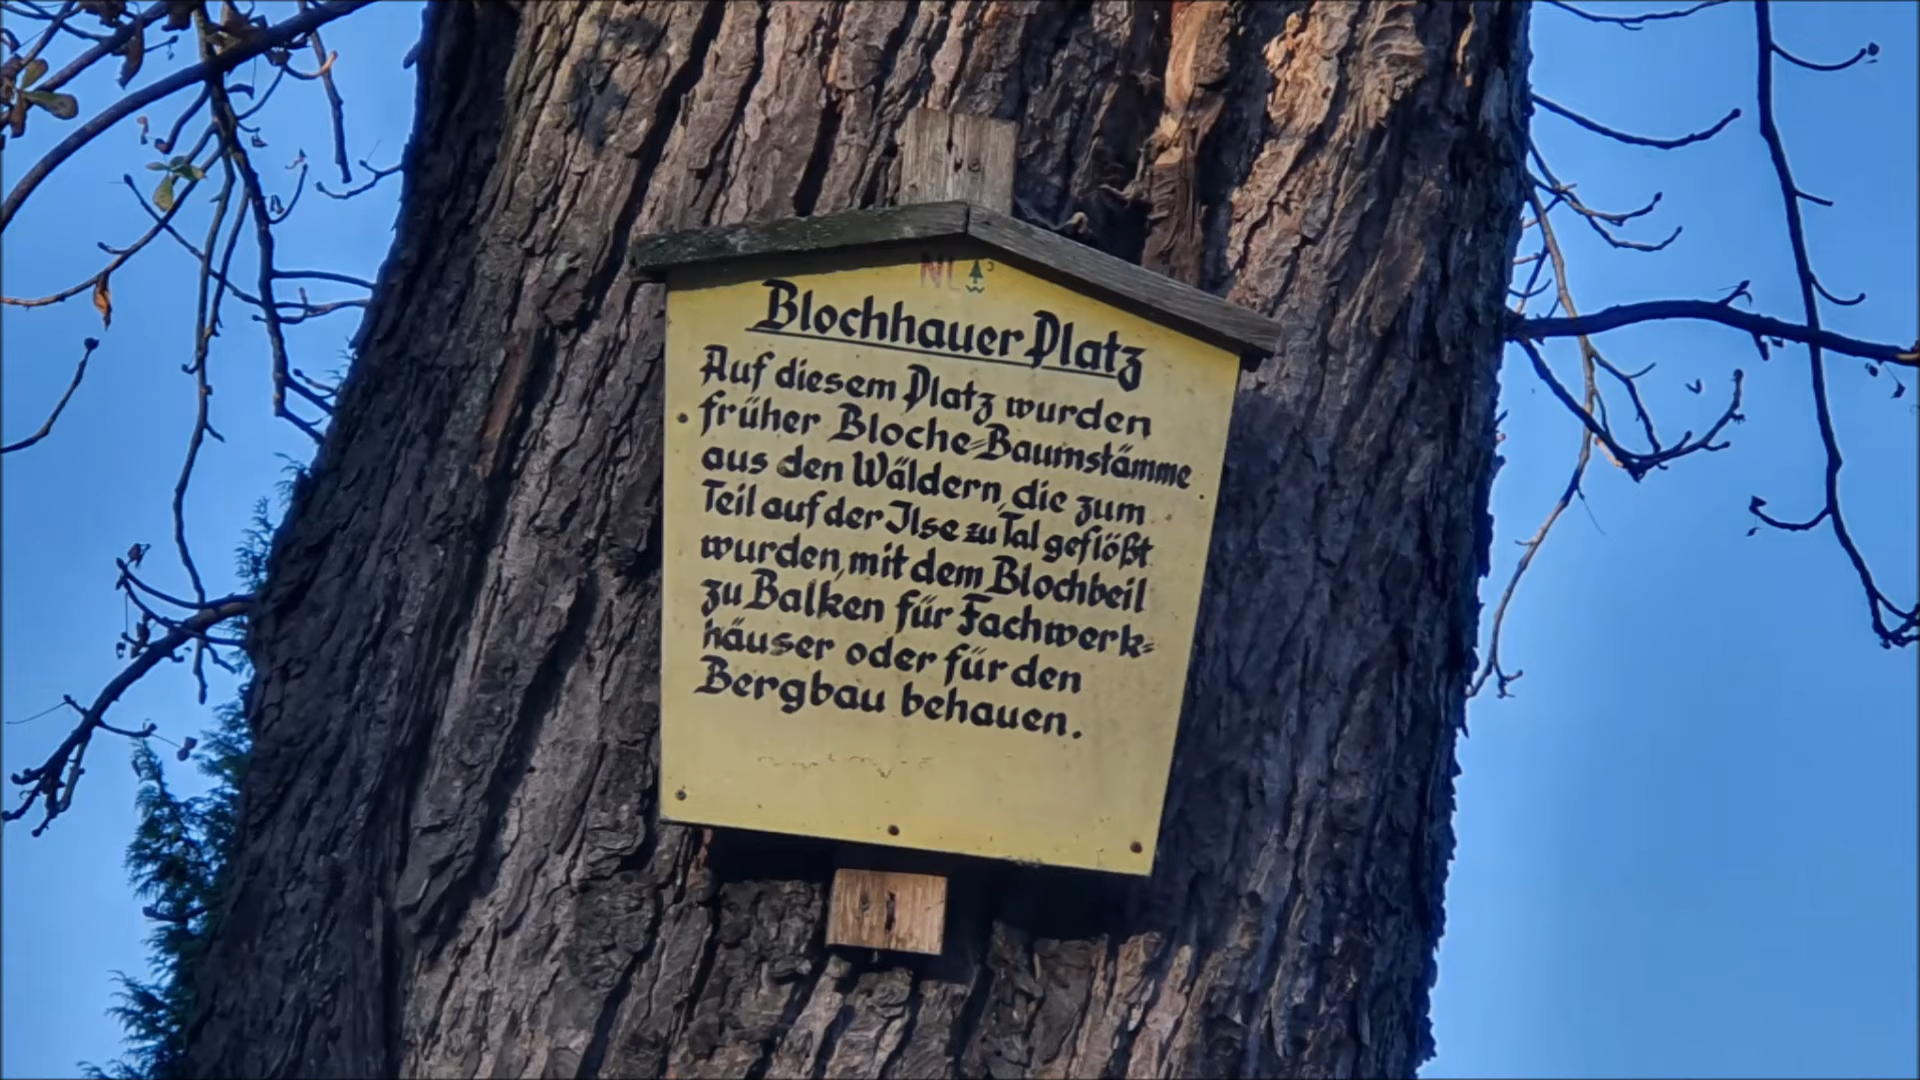 NL
Blochhauer Platz
Auf diesem Platz wurden
früher Bloche=Baumstämme
aus den Wäldern, die zum
Teil auf der Ilse zu Tal geflößt
wurden, mit dem Blochbeil
zu Balken für Fachwerk=
häuser oder für den
Bergbau behauen.